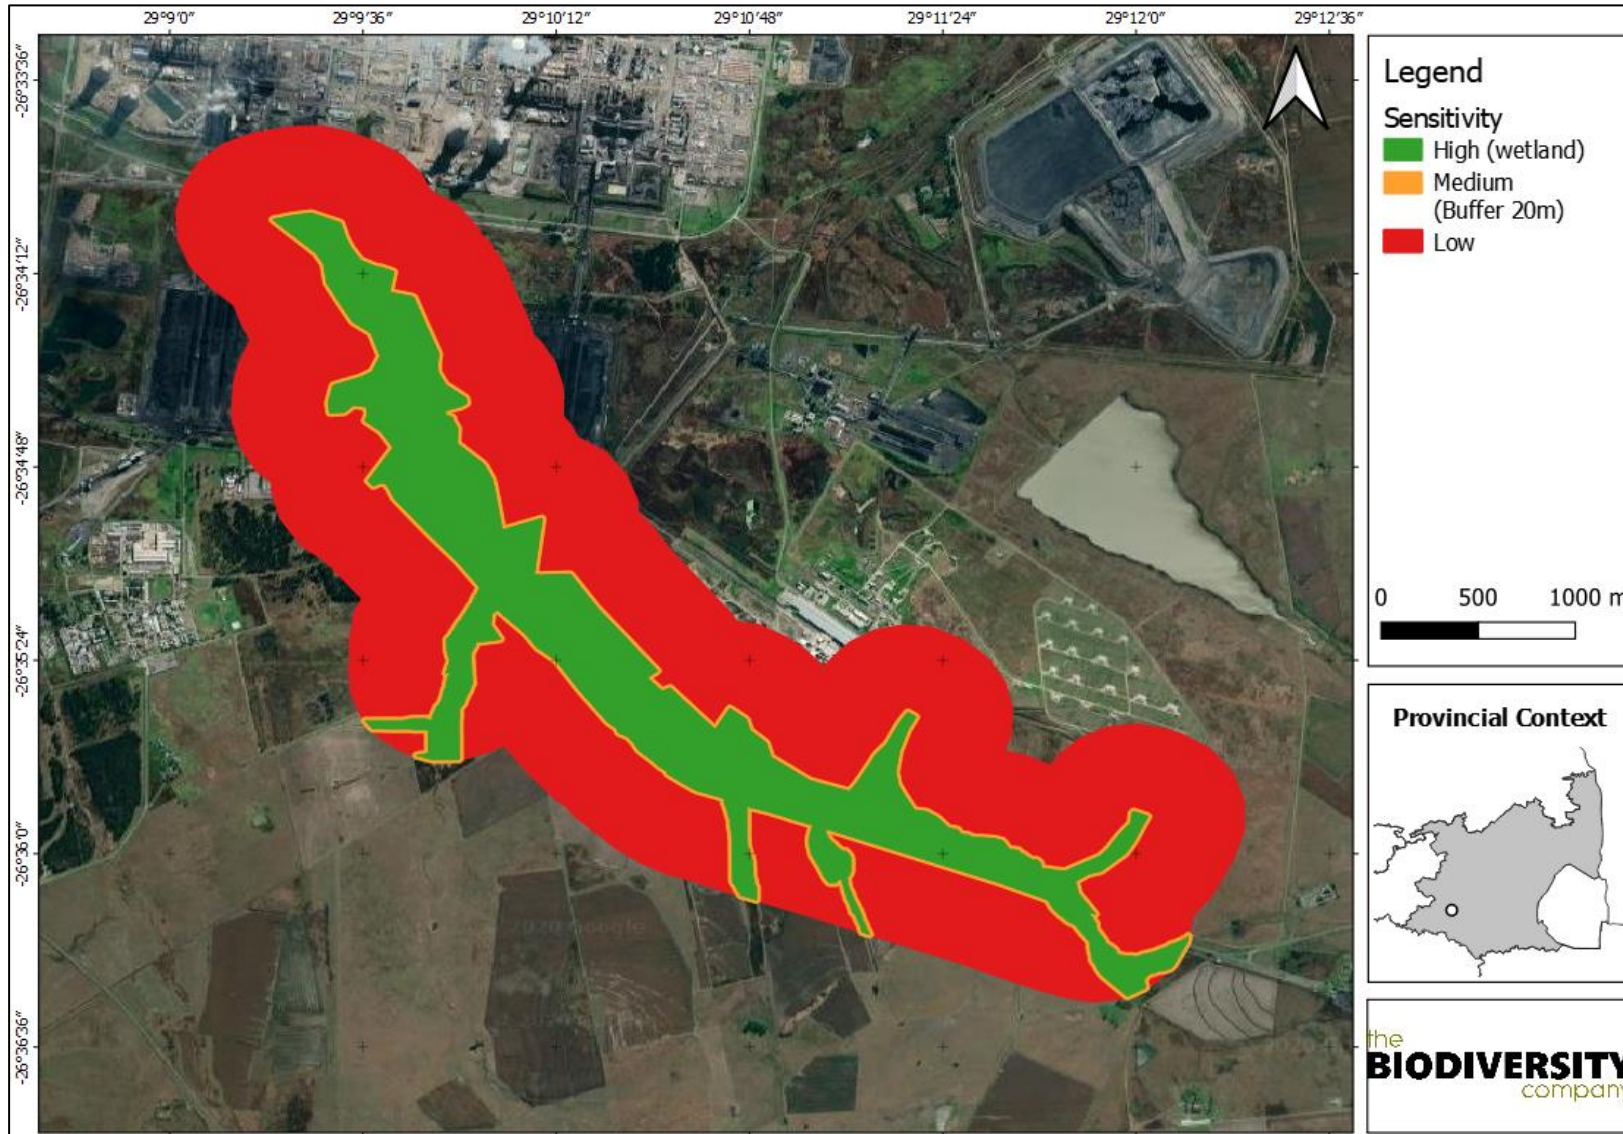 29°9′0″ 29°9′36″ 29°10′12″ 29°10′48″ 29°11′24″ 29°12′0″ 29°12′36″
-26°33′36″
-26°34′12″
-26°34′48″
-26°35′24″
-26°36′0″
-26°36′36″
Legend
Sensitivity
High (wetland)
Medium
(Buffer 20m)
Low
0 500 1000 m
Provincial Context
the
BIODIVERSITY
company